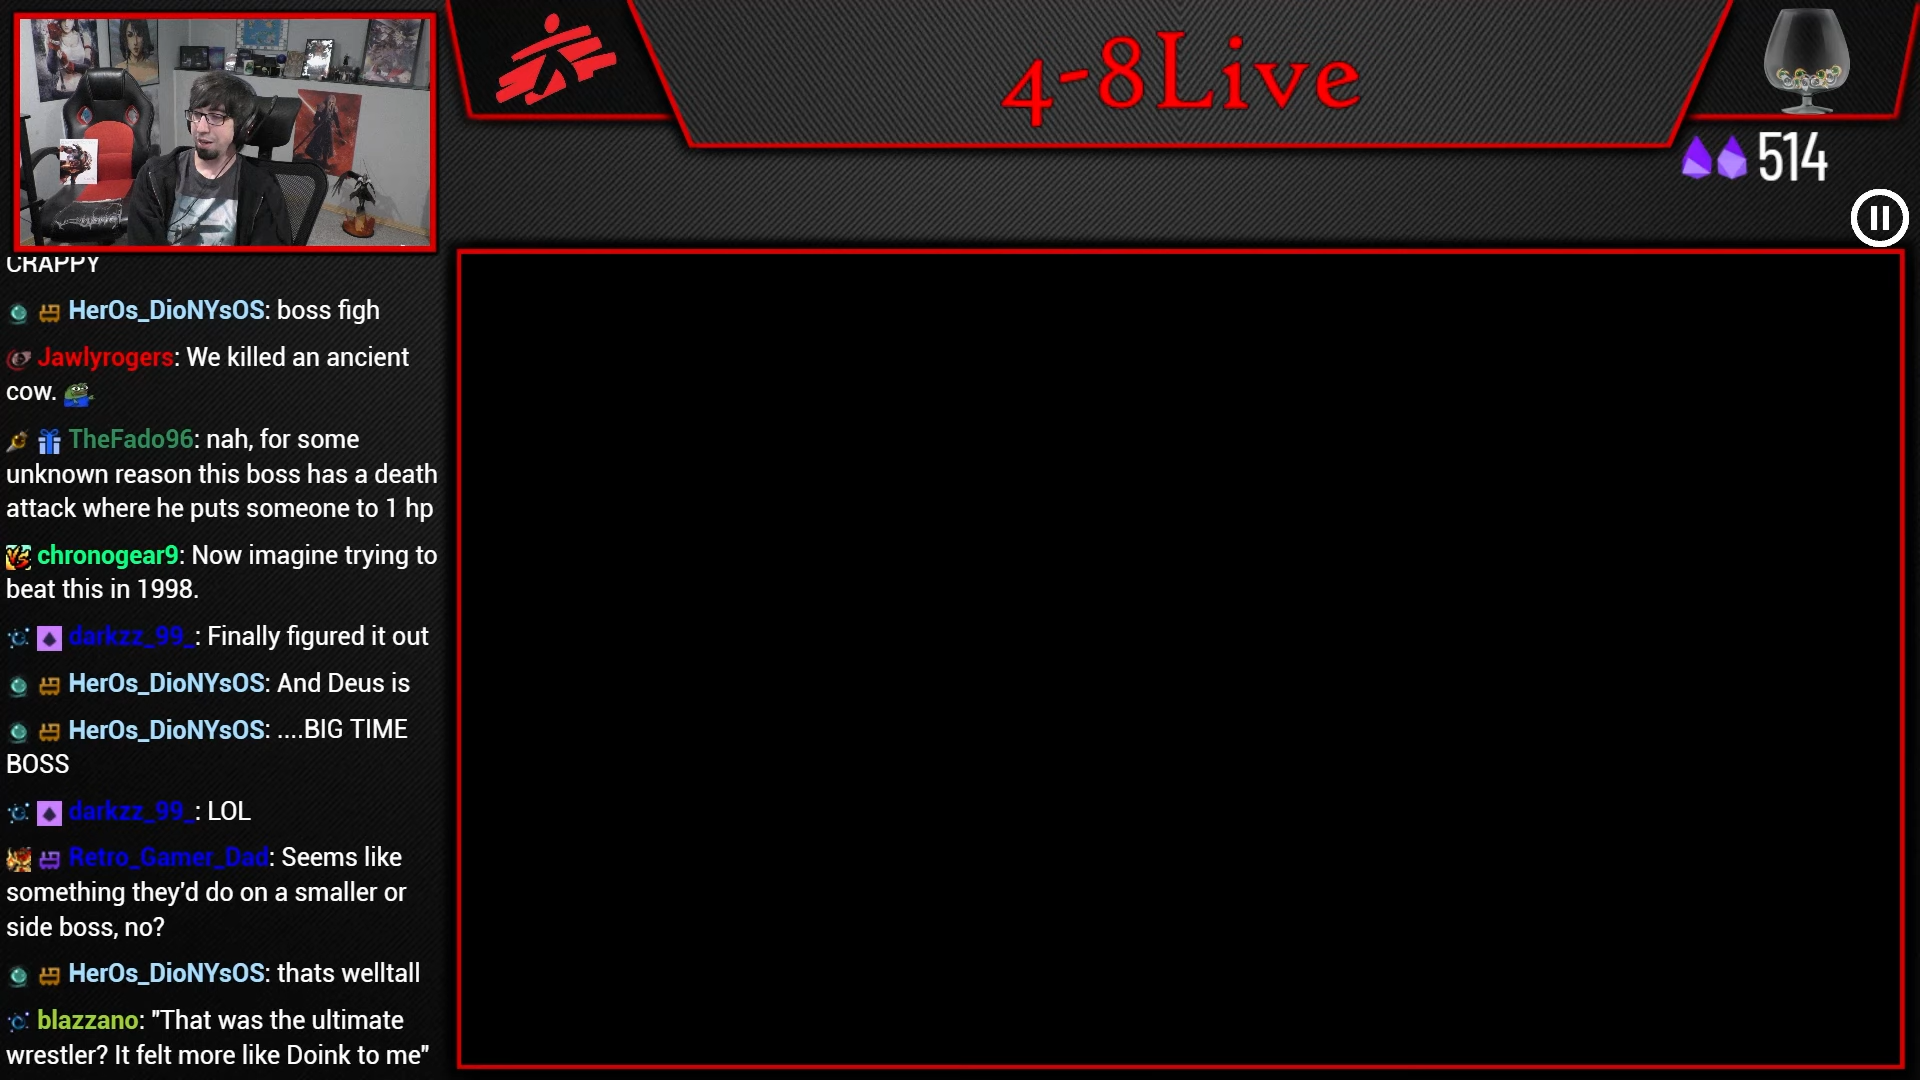 4-8Live
514
CRAPPY
HerOs_DioNYsOS: boss figh
Jawlyrogers: We killed an ancient
cow.
TheFado96: nah, for some
unknown reason this boss has a death
attack where he puts someone to 1 hp
chronogear9: Now imagine trying to
beat this in 1998.
darkzz_99_: Finally figured it out
HerOs_DioNYsOS: And Deus is
HerOs_DioNYsOS: ....BIG TIME
BOSS
darkzz_99_: LOL
Retro_Gamer_Dad: Seems like
something they'd do on a smaller or
side boss, no?
HerOs_DioNYsOS: thats welltall
blazzano: "That was the ultimate
wrestler? It felt more like Doink to me"